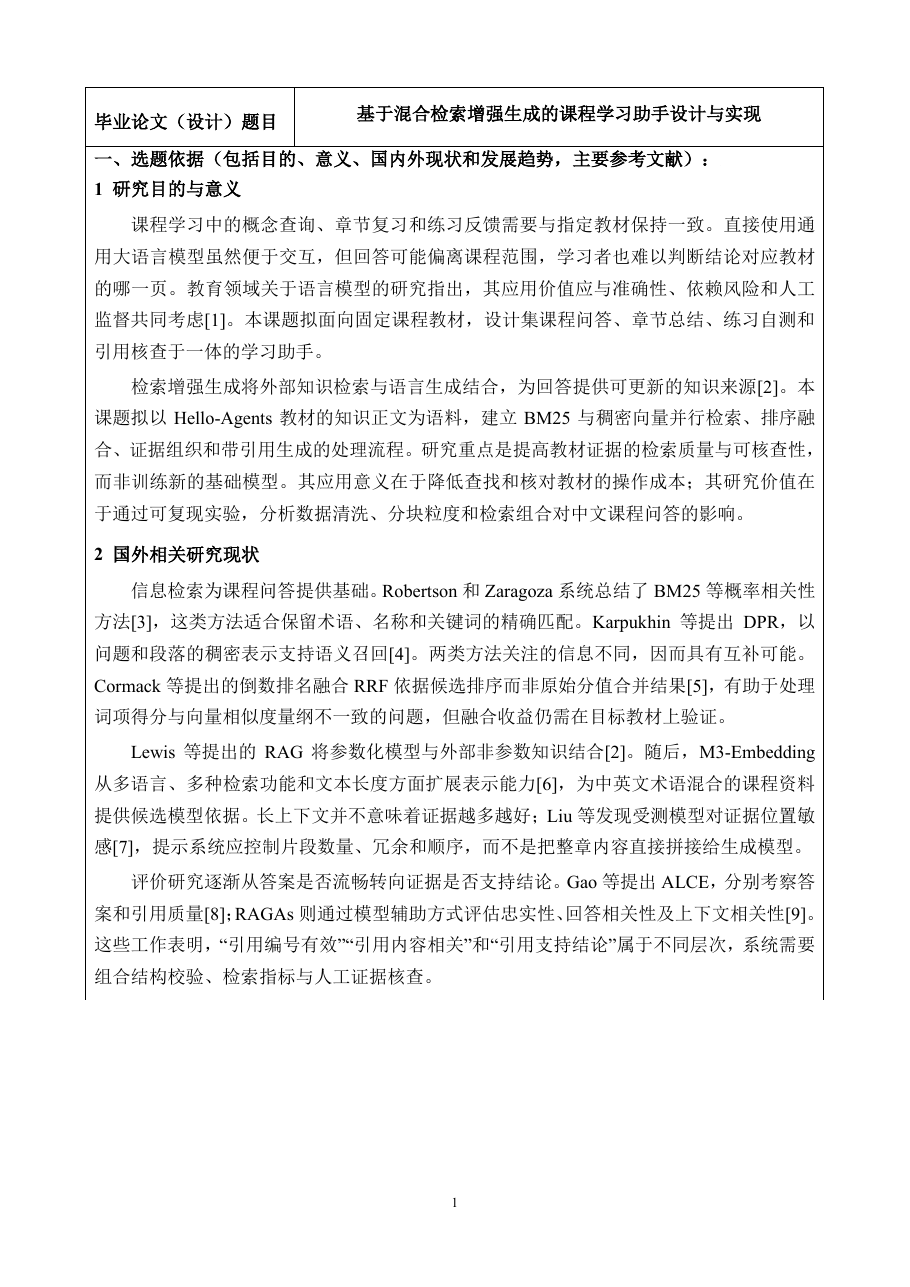 毕业论文（设计）题目
基于混合检索增强生成的课程学习助手设计与实现
一、选题依据（包括目的、意义、国内外现状和发展趋势，主要参考文献）:
1 研究目的与意义
课程学习中的概念查询、章节复习和练习反馈需要与指定教材保持一致。直接使用通
用大语言模型虽然便于交互，但回答可能偏离课程范围，学习者也难以判断结论对应教材
的哪一页。教育领域关于语言模型的研究指出，其应用价值应与准确性、依赖风险和人工
监督共同考虑[1]。本课题拟面向固定课程教材，设计集课程问答、章节总结、练习自测和
引用核查于一体的学习助手。
检索增强生成将外部知识检索与语言生成结合，为回答提供可更新的知识来源[2]。本
课题拟以 Hello-Agents 教材的知识正文为语料，建立 BM25 与稠密向量并行检索、排序融
合、证据组织和带引用生成的处理流程。研究重点是提高教材证据的检索质量与可核查性，
而非训练新的基础模型。其应用意义在于降低查找和核对教材的操作成本；其研究价值在
于通过可复现实验，分析数据清洗、分块粒度和检索组合对中文课程问答的影响。
2 国外相关研究现状
信息检索为课程问答提供基础。Robertson 和 Zaragoza 系统总结了 BM25 等概率相关性
方法[3]，这类方法适合保留术语、名称和关键词的精确匹配。Karpukhin 等提出 DPR，以
问题和段落的稠密表示支持语义召回[4]。两类方法关注的信息不同，因而具有互补可能。
Cormack 等提出的倒数排名融合 RRF 依据候选排序而非原始分值合并结果[5]，有助于处理
词项得分与向量相似度量纲不一致的问题，但融合收益仍需在目标教材上验证。
Lewis 等提出的 RAG 将参数化模型与外部非参数知识结合[2]。随后，M3-Embedding
从多语言、多种检索功能和文本长度方面扩展表示能力[6]，为中英文术语混合的课程资料
提供候选模型依据。长上下文并不意味着证据越多越好；Liu 等发现受测模型对证据位置敏
感[7]，提示系统应控制片段数量、冗余和顺序，而不是把整章内容直接拼接给生成模型。
评价研究逐渐从答案是否流畅转向证据是否支持结论。Gao 等提出 ALCE，分别考察答
案和引用质量[8]；RAGAs 则通过模型辅助方式评估忠实性、回答相关性及上下文相关性[9]。
这些工作表明，“引用编号有效”“引用内容相关”和“引用支持结论”属于不同层次，系统需要
组合结构校验、检索指标与人工证据核查。
1